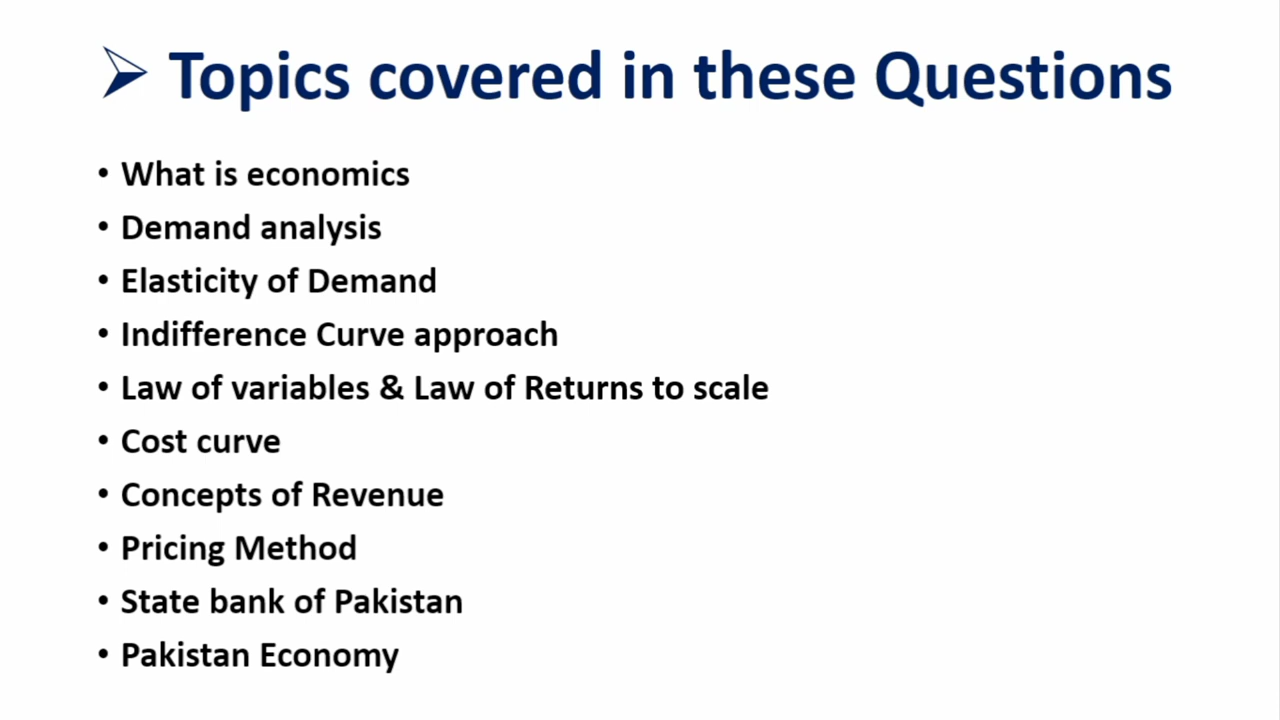 ➢ Topics covered in these Questions
• What is economics
• Demand analysis
• Elasticity of Demand
• Indifference Curve approach
• Law of variables & Law of Returns to scale
• Cost curve
• Concepts of Revenue
• Pricing Method
• State bank of Pakistan
• Pakistan Economy